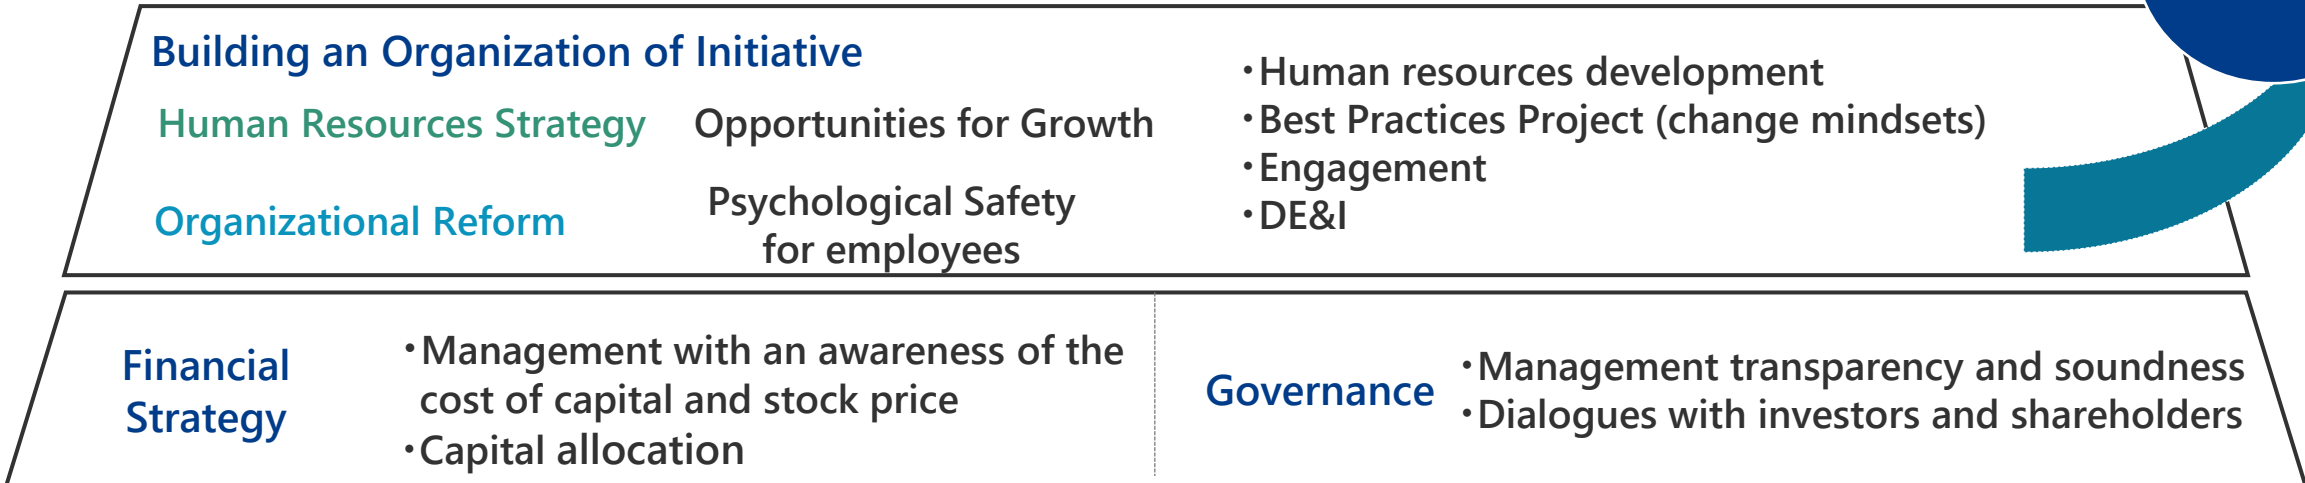 Building an Organization of Initiative
Human Resources Strategy
Opportunities for Growth
Organizational Reform
Psychological Safety
for employees
・Human resources development
・Best Practices Project (change mindsets)
・Engagement
・DE&I
Financial
Strategy
・Management with an awareness of the
cost of capital and stock price
・Capital allocation
Governance
・Management transparency and soundness
・Dialogues with investors and shareholders